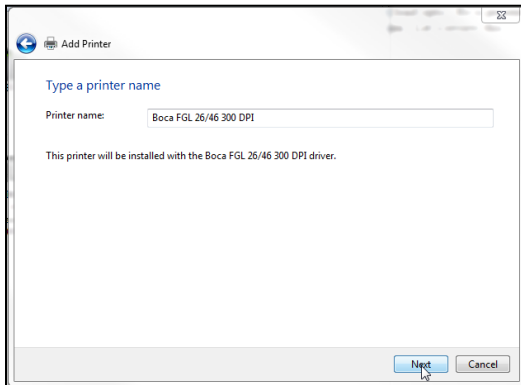 Add Printer
Type a printer name
Printer name:
Boca FGL 26/46 300 DPI
This printer will be installed with the Boca FGL 26/46 300 DPI driver.
Next
Cancel